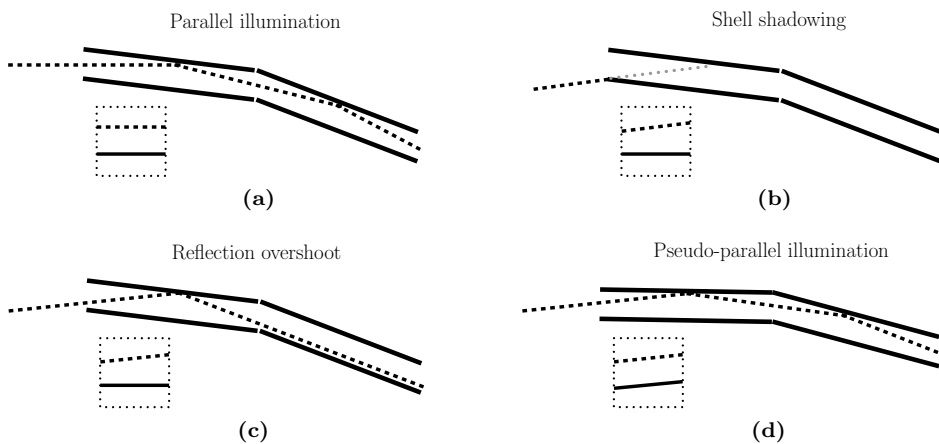 Parallel illumination
Shell shadowing
(a)
(b)
Reflection overshoot
Pseudo-parallel illumination
(c)
(d)